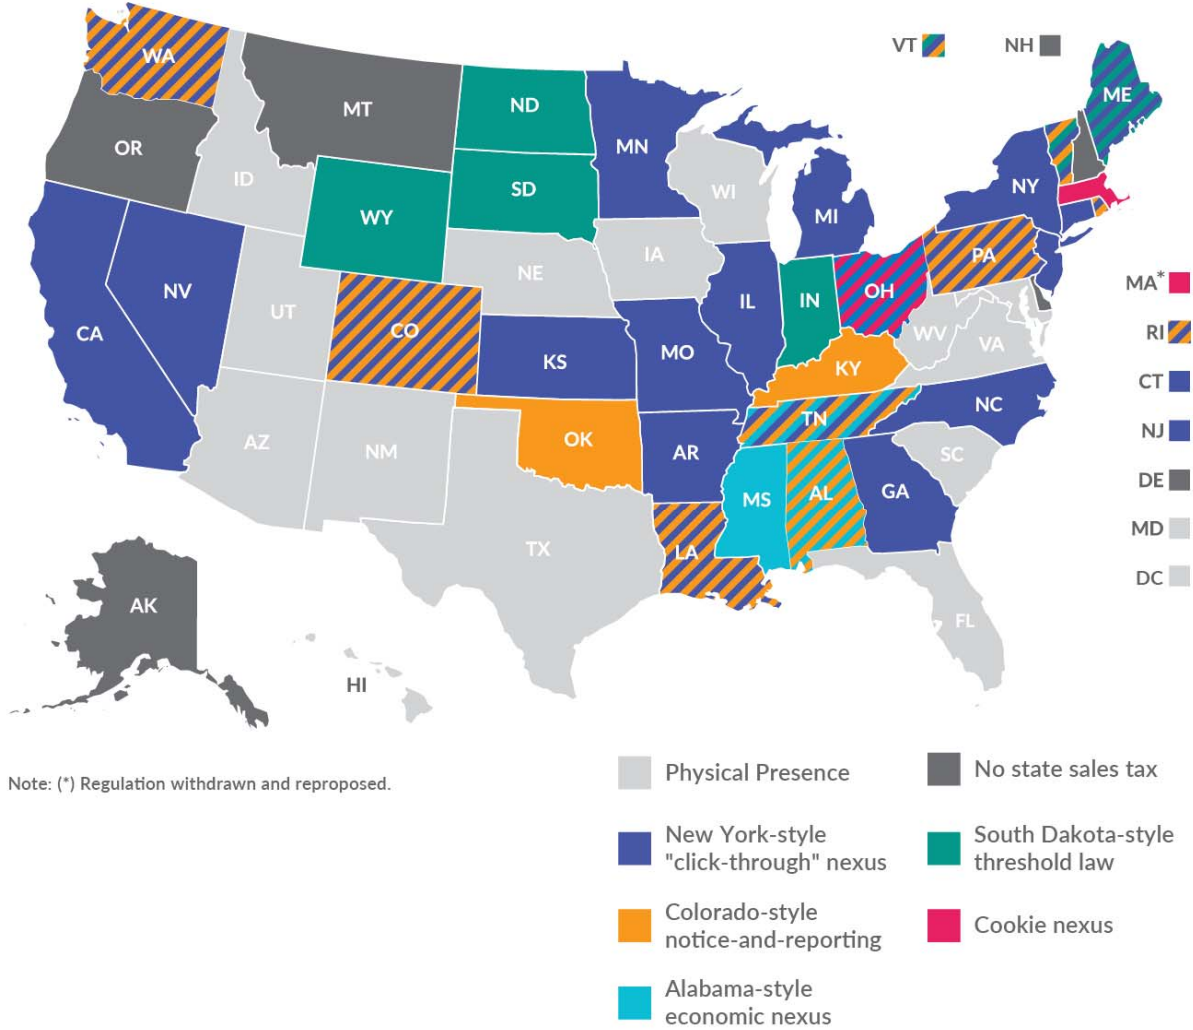 VT
NH
WA
MT
ND
ME
OR
MN
ID
SD
WI
NY
WY
MI
NE
IA
PA
NV
UT
IL
IN
OH
MA*
CA
CO
KS
MO
WV
VA
RI
KY
CT
AZ
NM
OK
AR
TN
NC
NJ
SC
MS
AL
GA
DE
TX
LA
MD
DC
AK
FL
HI
Note: (*) Regulation withdrawn and reproposed.
Physical Presence
No state sales tax
New York-style
"click-through" nexus
South Dakota-style
threshold law
Colorado-style
notice-and-reporting
Cookie nexus
Alabama-style
economic nexus